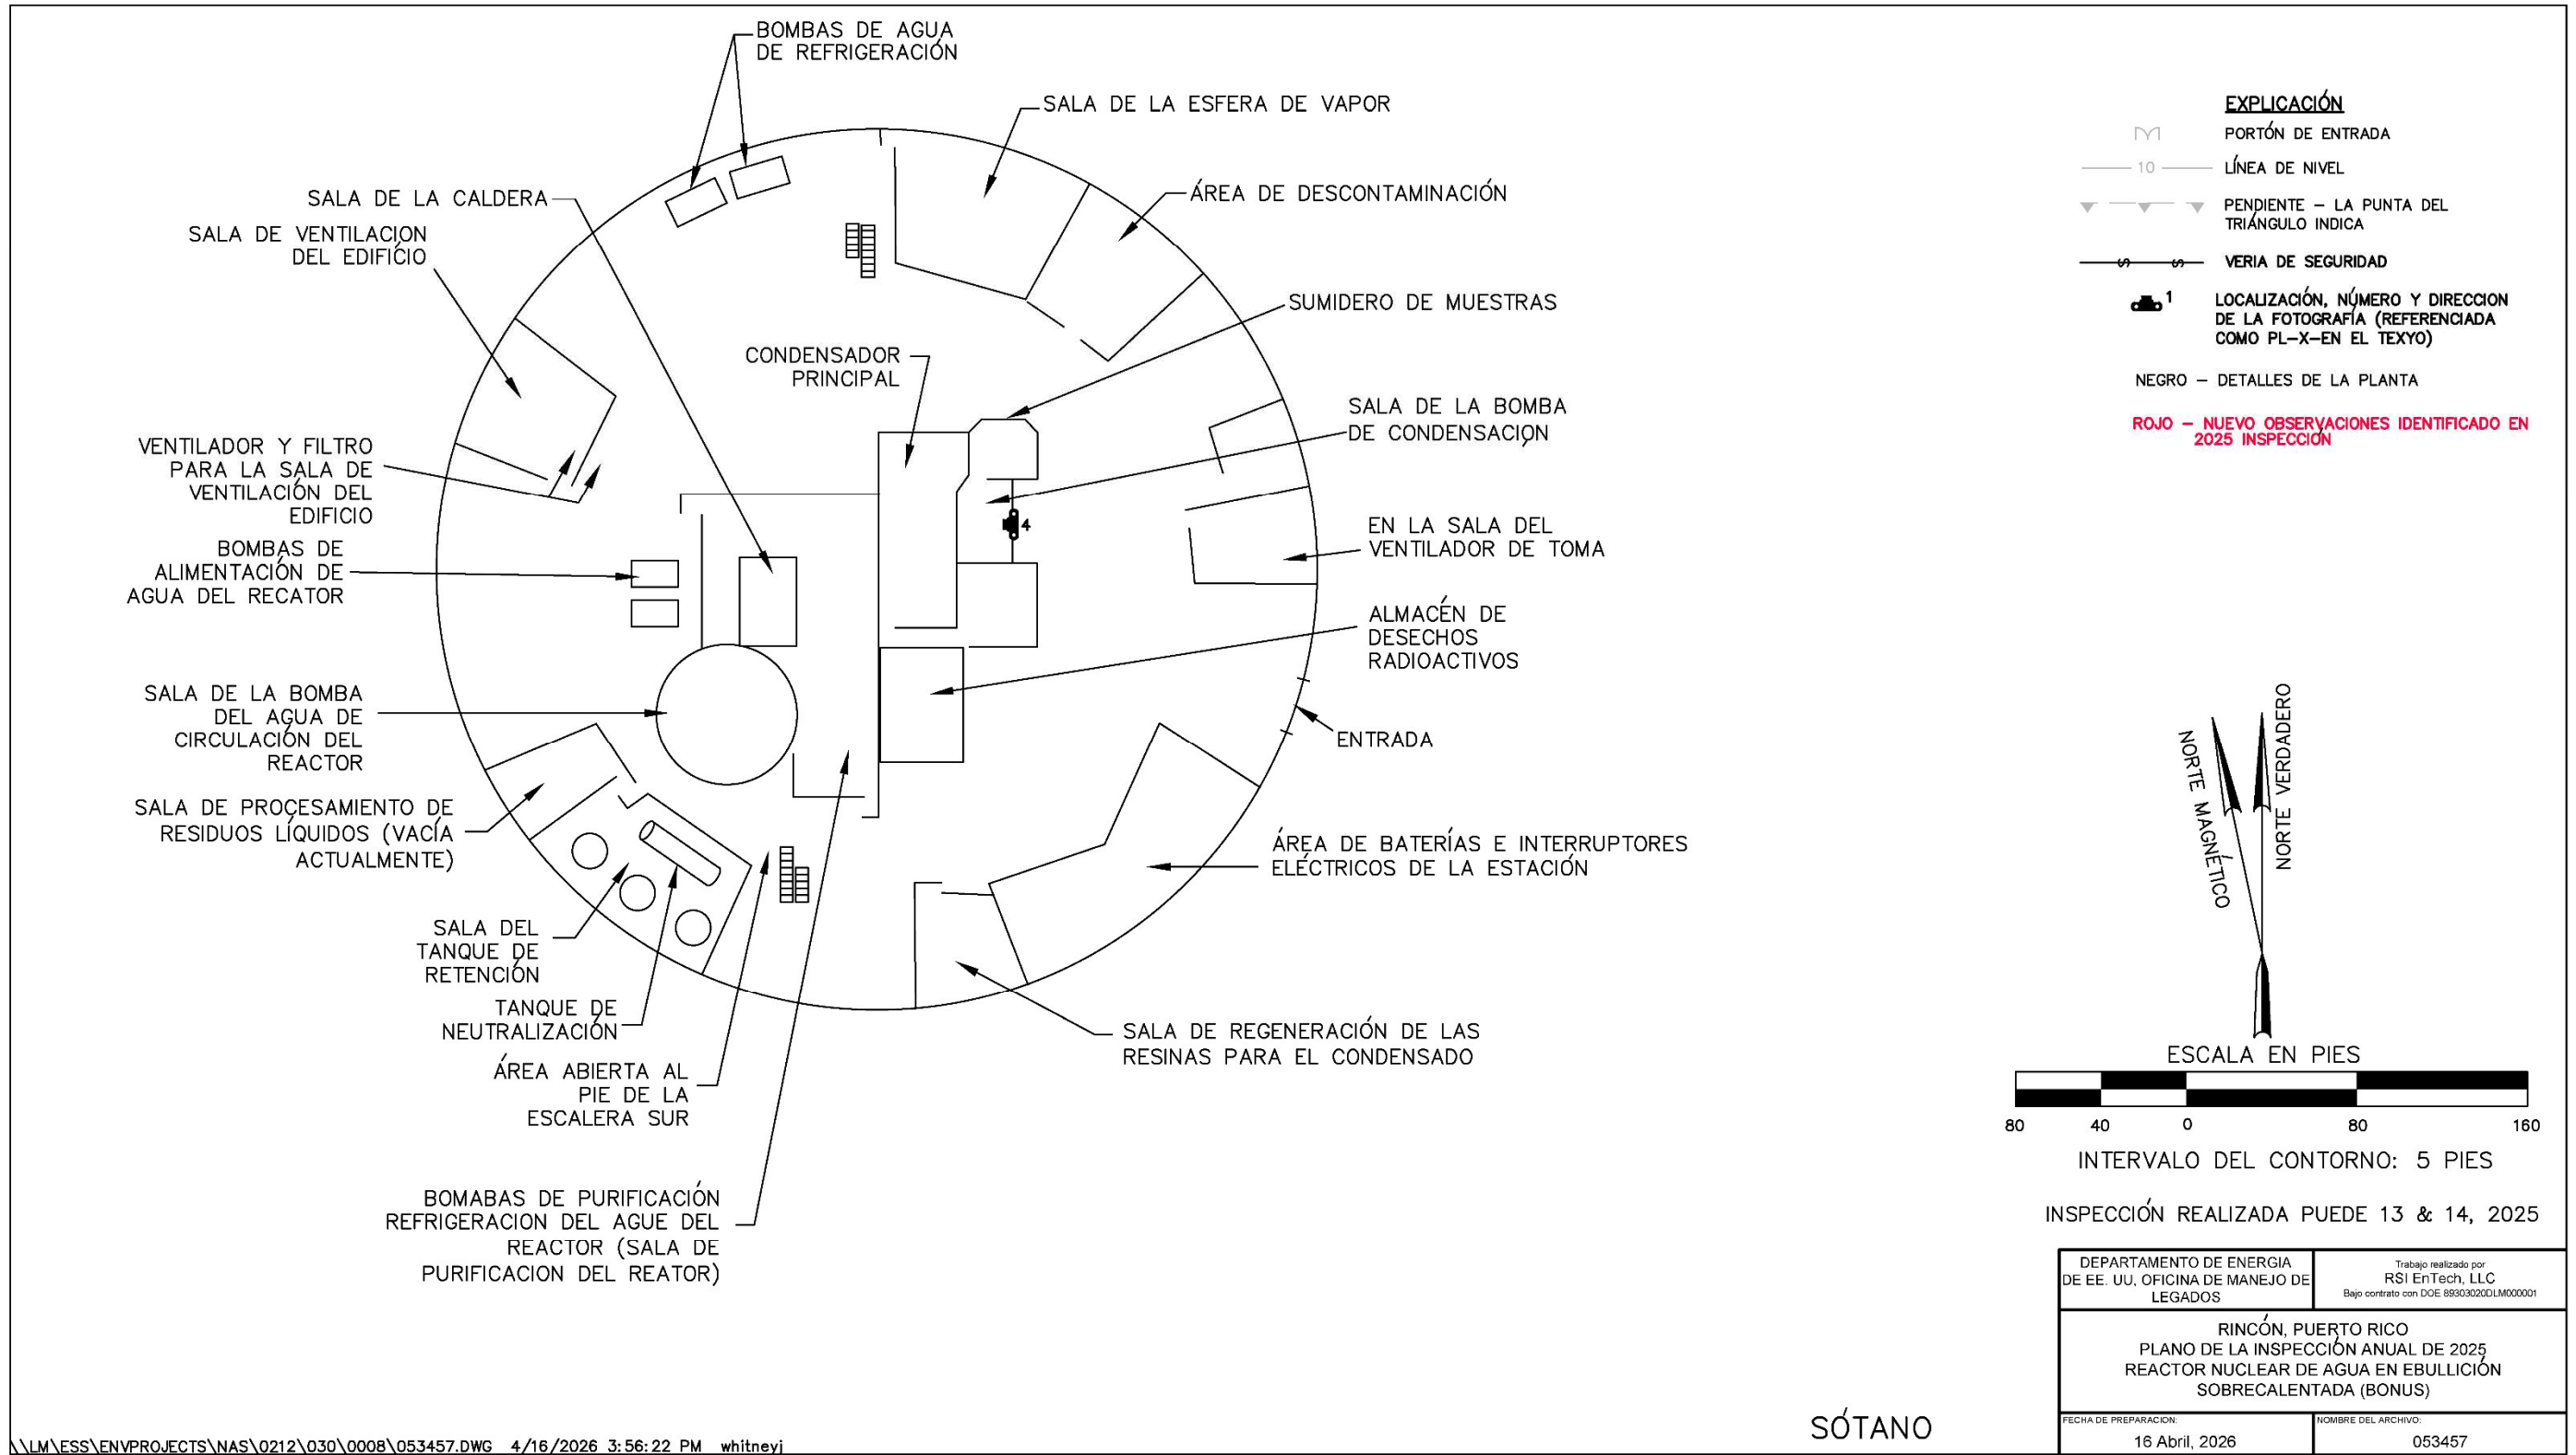 BOMBAS DE AGUA
DE REFRIGERACIÓN
SALA DE LA ESFERA DE VAPOR
ÁREA DE DESCONTAMINACIÓN
SALA DE LA CALDERA
SALA DE VENTILACION
DEL EDIFICIO
SUMIDERO DE MUESTRAS
CONDENSADOR
PRINCIPAL
SALA DE LA BOMBA
DE CONDENSACIÓN
VENTILADOR Y FILTRO
PARA LA SALA DE
VENTILACIÓN DEL
EDIFICIO
4
EN LA SALA DEL
VENTILADOR DE TOMA
BOMBAS DE
ALIMENTACIÓN DE
AGUA DEL RECATOR
ALMACÉN DE
DESECHOS
RADIOACTIVOS
SALA DE LA BOMBA
DEL AGUA DE
CIRCULACIÓN DEL
REACTOR
ENTRADA
SALA DE PROCESAMIENTO DE
RESIDUOS LÍQUIDOS (VACÍA
ACTUALMENTE)
ÁREA DE BATERÍAS E INTERRUPTORES
ELÉCTRICOS DE LA ESTACIÓN
SALA DEL
TANQUE DE
RETENCIÓN
TANQUE DE
NEUTRALIZACIÓN
SALA DE REGENERACIÓN DE LAS
RESINAS PARA EL CONDENSADO
ÁREA ABIERTA AL
PIE DE LA
ESCALERA SUR
BOMABAS DE PURIFICACIÓN
REFRIGERACION DEL AGUE DEL
REACTOR (SALA DE
PURIFICACION DEL REATOR)
EXPLICACIÓN
PORTÓN DE ENTRADA
10
LÍNEA DE NIVEL
PENDIENTE – LA PUNTA DEL
TRIÁNGULO INDICA
S S
VERIA DE SEGURIDAD
1
LOCALIZACIÓN, NÚMERO Y DIRECCION
DE LA FOTOGRAFÍA (REFERENCIADA
COMO PL–X–EN EL TEXYO)
NEGRO – DETALLES DE LA PLANTA
ROJO – NUEVO OBSERVACIONES IDENTIFICADO EN
2025 INSPECCIÓN
NORTE MAGNÉTICO
NORTE VERDADERO
ESCALA EN PIES
80 40 0 80 160
INTERVALO DEL CONTORNO: 5 PIES
INSPECCIÓN REALIZADA PUEDE 13 & 14, 2025
DEPARTAMENTO DE ENERGIA
DE EE. UU, OFICINA DE MANEJO DE
LEGADOS
Trabajo realizado por
RSI EnTech, LLC
Bajo contrato con DOE 89303020DLM000001
RINCÓN, PUERTO RICO
PLANO DE LA INSPECCIÓN ANUAL DE 2025
REACTOR NUCLEAR DE AGUA EN EBULLICIÓN
SOBRECALENTADA (BONUS)
FECHA DE PREPARACION:
16 Abril, 2026
NOMBRE DEL ARCHIVO:
053457
SÓTANO
\\LM\ESS\ENVPROJECTS\NAS\0212\030\0008\053457.DWG 4/16/2026 3:56:22 PM whitneyj